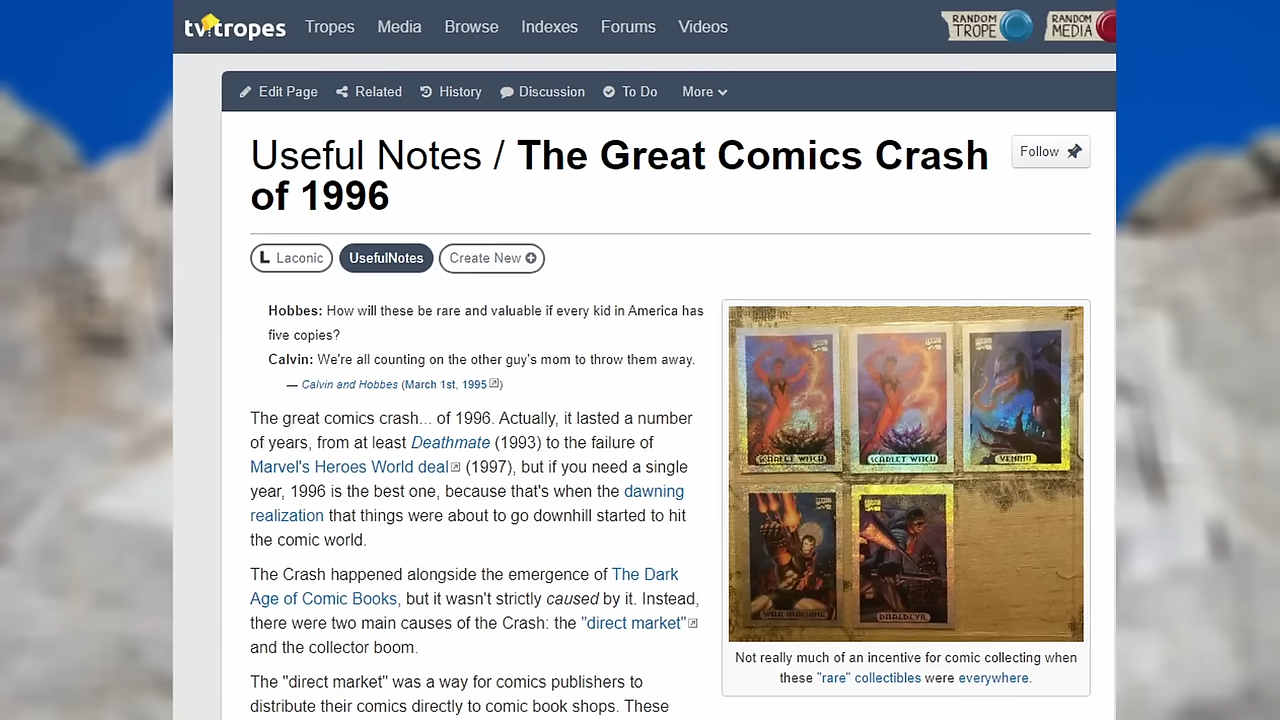 tv tropes Tropes Media Browse Indexes Forums Videos RANDOM TROPE RANDOM MEDIA
Edit Page Related History Discussion To Do More
Useful Notes / The Great Comics Crash
of 1996
Follow
L Laconic UsefulNotes Create New
Hobbes: How will these be rare and valuable if every kid in America has
five copies?
Calvin: We're all counting on the other guy's mom to throw them away.
— Calvin and Hobbes (March 1st, 1995)
The great comics crash... of 1996. Actually, it lasted a number
of years, from at least Deathmate (1993) to the failure of
Marvel's Heroes World deal (1997), but if you need a single
year, 1996 is the best one, because that's when the dawning
realization that things were about to go downhill started to hit
the comic world.
The Crash happened alongside the emergence of The Dark
Age of Comic Books, but it wasn't strictly caused by it. Instead,
there were two main causes of the Crash: the "direct market"
and the collector boom.
The "direct market" was a way for comics publishers to
distribute their comics directly to comic book shops. These
SCARLET WITCH SCARLET WITCH VENOM
WAR MACHINE DAREDEVIL
Not really much of an incentive for comic collecting when
these "rare" collectibles were everywhere.